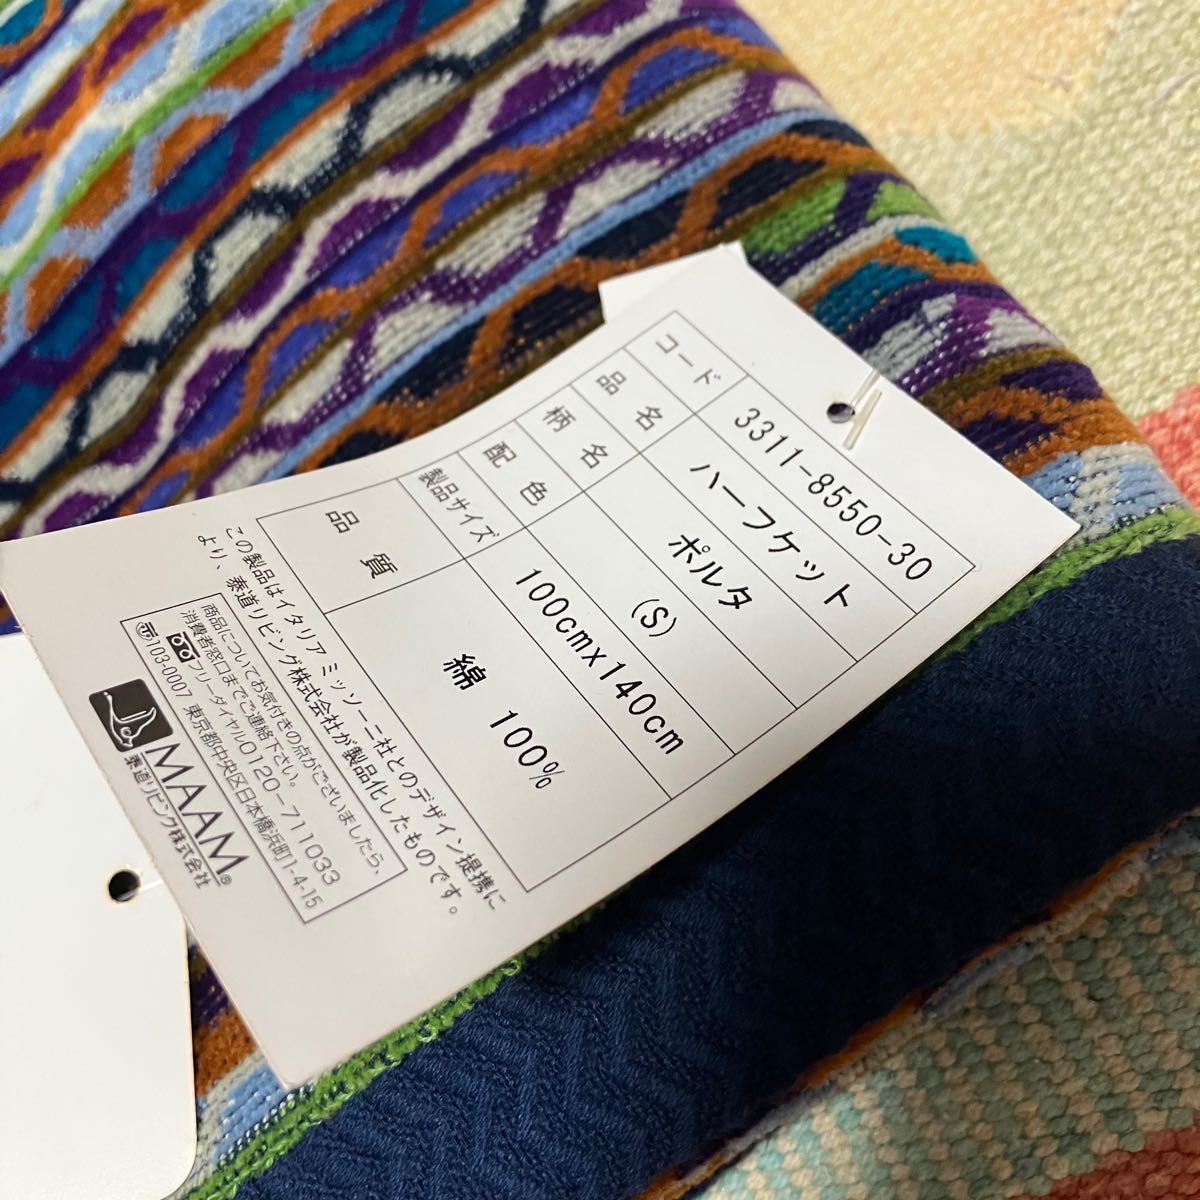 コード 3311-8550-30
品名 ハーフケット
柄名 ポルタ
配色 (S)
製品サイズ 100cm×140cm
品質 綿 100%
この製品はイタリア ミッソーニ社とのデザイン提携に
より、泰道リビング株式会社が製品化したものです。
商品についてお気付きの点がございましたら、
消費者窓口までご連絡下さい。
フリーダイヤル0120-711033
〒103-0007 東京都中央区日本橋浜町1-4-15
MAAM®
泰道リビング株式会社